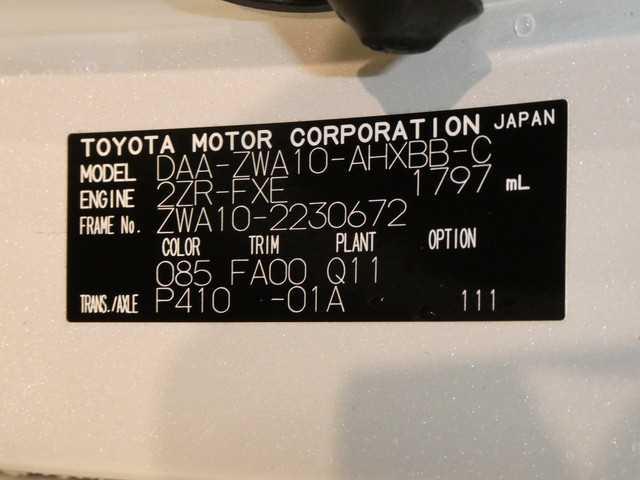 TOYOTA MOTOR CORPORATION JAPAN
MODEL DAA-ZWA10-AHXBB-C
ENGINE 2ZR-FXE 1797 mL
FRAME No. ZWA10-2230672
COLOR TRIM PLANT OPTION
085 FA00 Q11
TRANS./AXLE P410 -01A 111